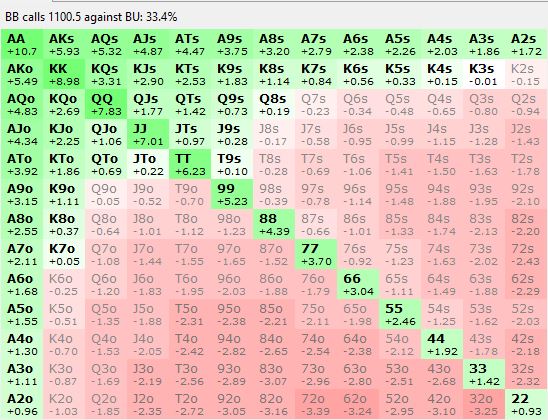 BB calls 1100.5 against BU: 33.4%
AA AKs AQs AJs ATs A9s A8s A7s A6s A5s A4s A3s A2s
+10.7 +5.93 +5.32 +4.87 +4.47 +3.75 +3.20 +2.79 +2.38 +2.26 +2.03 +1.86 +1.72
AKo KK KQs KJs KTs K9s K8s K7s K6s K5s K4s K3s K2s
+5.49 +8.98 +3.31 +2.90 +2.53 +1.83 +1.14 +0.84 +0.56 +0.33 +0.15 -0.01 -0.15
AQo KQo QQ QJs QTs Q9s Q8s Q7s Q6s Q5s Q4s Q3s Q2s
+4.83 +2.69 +7.83 +1.77 +1.42 +0.73 +0.19 -0.23 -0.34 -0.48 -0.65 -0.80 -0.94
AJo KJo QJo JJ JTs J9s J8s J7s J6s J5s J4s J3s J2s
+4.34 +2.25 +1.06 +7.01 +0.97 +0.28 -0.17 -0.58 -0.95 -0.99 -1.15 -1.28 -1.43
ATo KTo QTo JTo TT T9s T8s T7s T6s T5s T4s T3s T2s
+3.92 +1.86 +0.69 +0.22 +6.23 +0.10 -0.28 -0.69 -1.06 -1.41 -1.50 -1.63 -1.78
A9o K9o Q9o J9o T9o 99 98s 97s 96s 95s 94s 93s 92s
+3.15 +1.11 -0.05 -0.52 -0.70 +5.23 -0.39 -0.78 -1.14 -1.48 -1.88 -1.95 -2.10
A8o K8o Q8o J8o T8o 98o 88 87s 86s 85s 84s 83s 82s
+2.55 +0.37 -0.64 -1.01 -1.12 -1.23 +4.39 -0.66 -1.01 -1.33 -1.74 -2.13 -2.20
A7o K7o Q7o J7o T7o 97o 87o 77 76s 75s 74s 73s 72s
+2.11 +0.05 -1.08 -1.44 -1.55 -1.65 -1.52 +3.70 -0.92 -1.23 -1.63 -2.02 -2.43
A6o K6o Q6o J6o T6o 96o 86o 76o 66 65s 64s 63s 62s
+1.68 -0.25 -1.20 -1.83 -1.95 -2.03 -1.88 -1.79 +3.04 -1.11 -1.49 -1.88 -2.29
A5o K5o Q5o J5o T5o 95o 85o 75o 65o 55 54s 53s 52s
+1.55 -0.51 -1.35 -1.88 -2.31 -2.38 -2.21 -2.11 -1.98 +2.46 -1.25 -1.62 -2.03
A4o K4o Q4o J4o T4o 94o 84o 74o 64o 54o 44 43s 42s
+1.30 -0.70 -1.53 -2.05 -2.42 -2.82 -2.65 -2.54 -2.38 -2.12 +1.92 -1.78 -2.18
A3o K3o Q3o J3o T3o 93o 83o 73o 63o 53o 43o 33 32s
+1.11 -0.87 -1.69 -2.19 -2.56 -2.89 -3.07 -2.96 -2.80 -2.51 -2.68 +1.42 -2.32
A2o K2o Q2o J2o T2o 92o 82o 72o 62o 52o 42o 32o 22
+0.96 -1.03 -1.85 -2.35 -2.72 -3.05 -3.16 -3.39 -3.24 -2.95 -3.10 -3.25 +0.93